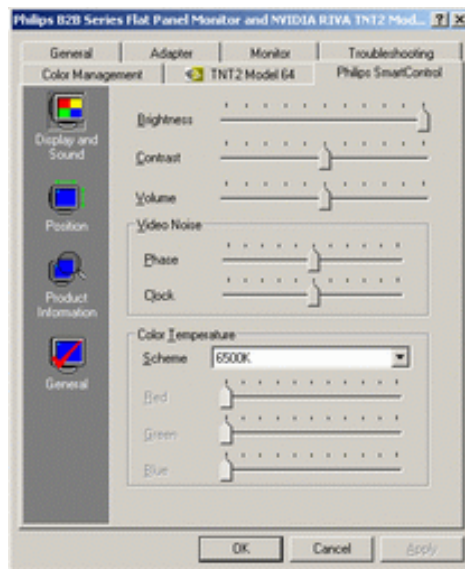 Philips B2B Series Flat Panel Monitor and NVIDIA RIVA TNT2 Mod...
General Adapter Monitor Troubleshooting
Color Management TNT2 Model 64 Philips SmartControl
Display and
Sound
Position
Product
Information
General
Brightness
Contrast
Volume
Video Noise
Phase
Clock
Color Temperature
Scheme 6500K
Red
Green
Blue
OK Cancel Apply